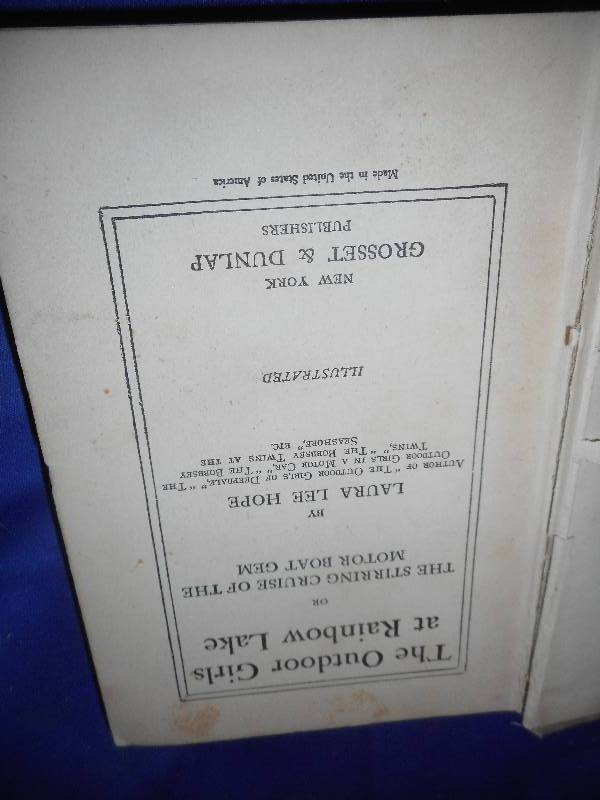 The Outdoor Girls
at Rainbow Lake
OR
THE STIRRING CRUISE OF THE
MOTOR BOAT GEM
BY
LAURA LEE HOPE
AUTHOR OF "THE OUTDOOR GIRLS OF DEEPDALE," "THE
OUTDOOR GIRLS IN A MOTOR CAR," "THE BOBBSEY
TWINS," "THE BOBBSEY TWINS AT THE
SEASHORE," ETC.
ILLUSTRATED
NEW YORK
GROSSET & DUNLAP
PUBLISHERS
Made in the United States of America